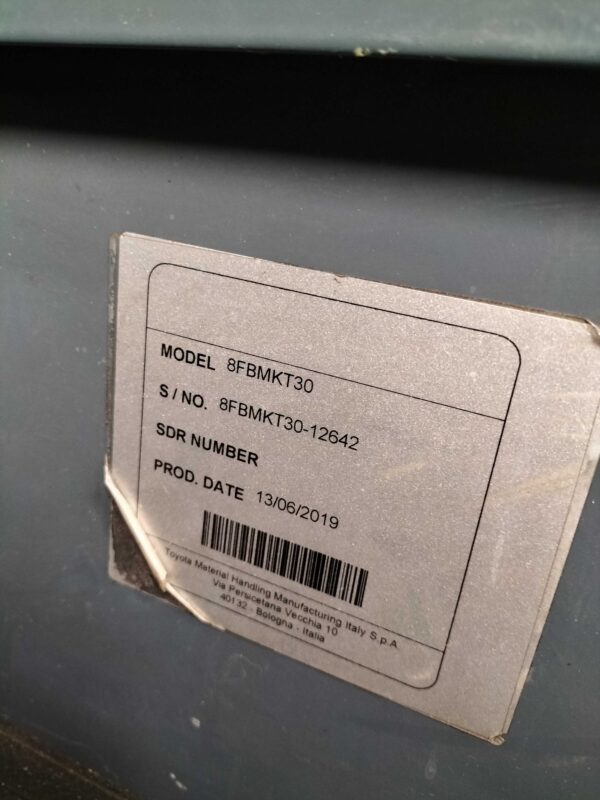 MODEL 8FBMKT30
S / NO. 8FBMKT30-12642
SDR NUMBER
PROD. DATE 13/06/2019
Toyota Material Handling Manufacturing Italy S.p.A
Via Persicetana Vecchia 10
40132 - Bologna - Italia